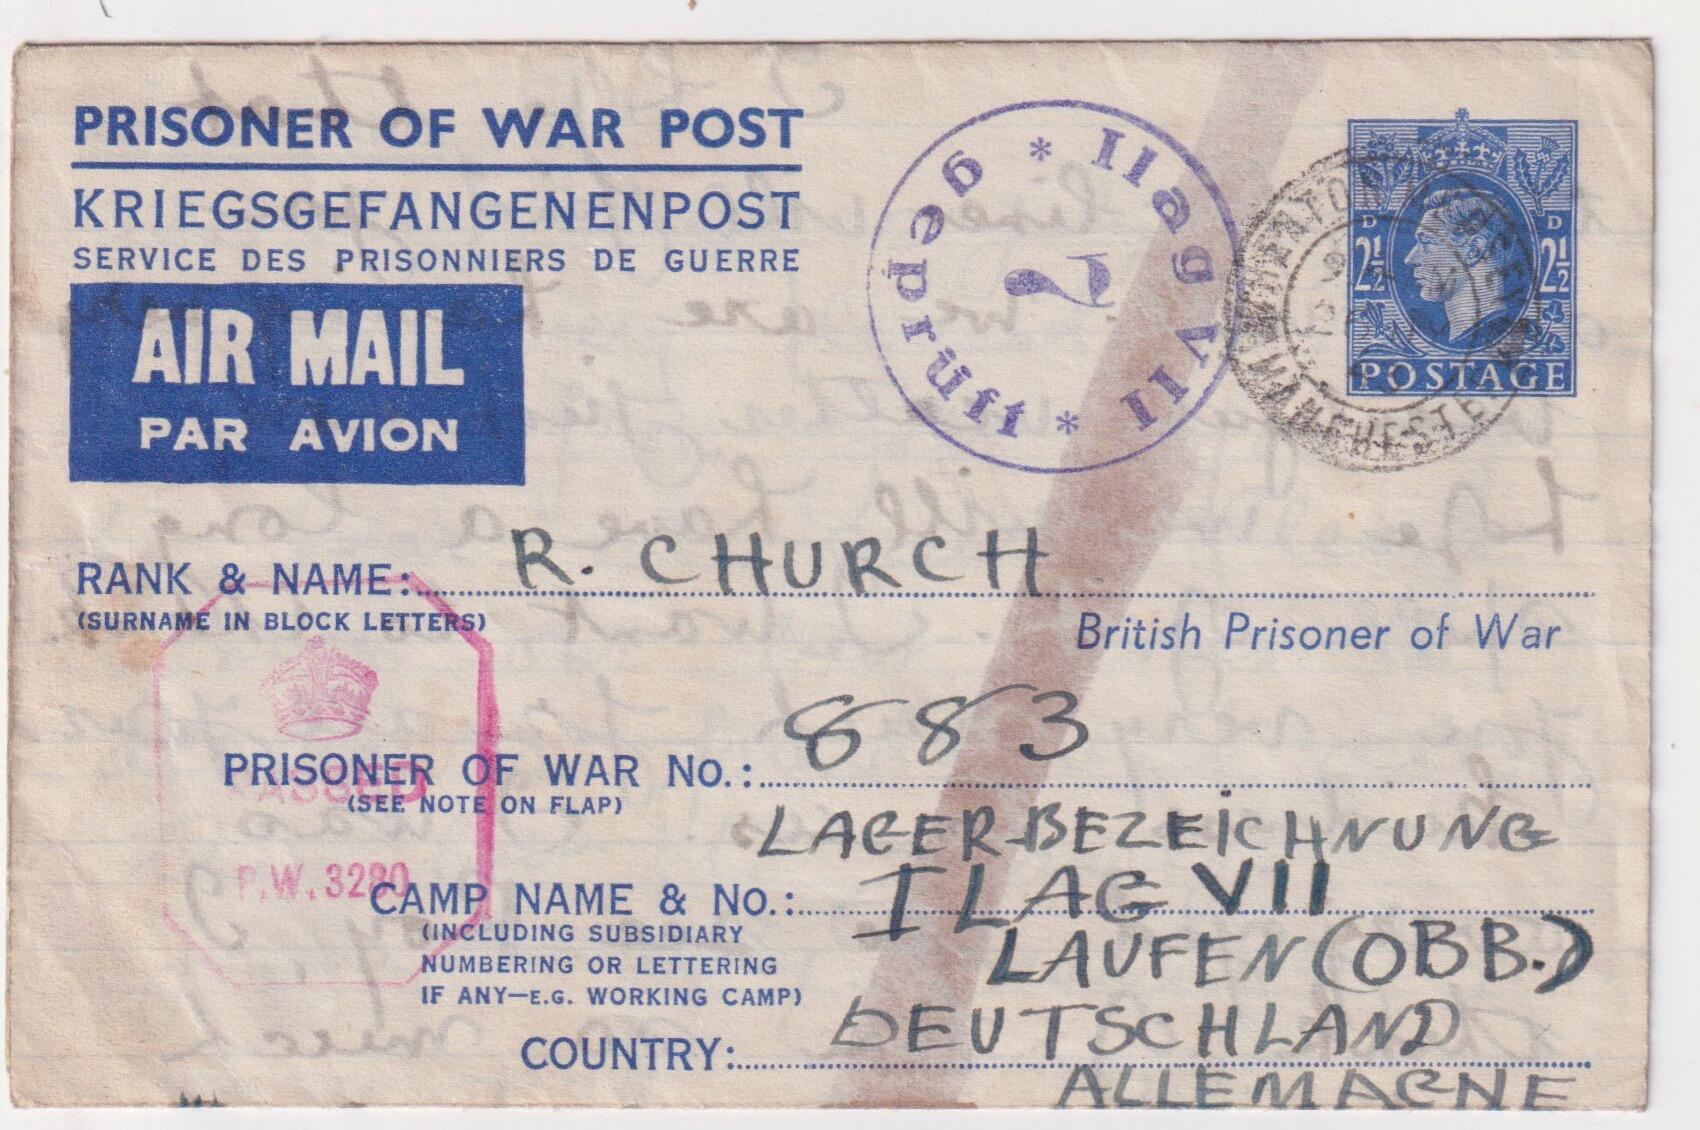 PRISONER OF WAR POST
KRIEGSGEFANGENENPOST
SERVICE DES PRISONNIERS DE GUERRE
AIR MAIL
PAR AVION
* Ilag VII * geprüft
7
MANCHESTER
D D
2½ 2½
POSTAGE
RANK & NAME: R. CHURCH
(SURNAME IN BLOCK LETTERS)
British Prisoner of War
PRISONER OF WAR No.: 883
(SEE NOTE ON FLAP)
PASSED
P.W. 3280
LAGERBEZEICHNUNG
CAMP NAME & NO.: ILAG VII
(INCLUDING SUBSIDIARY
NUMBERING OR LETTERING
IF ANY—E.G. WORKING CAMP)
LAUFEN (OBB.)
COUNTRY: DEUTSCHLAND
ALLEMAGNE